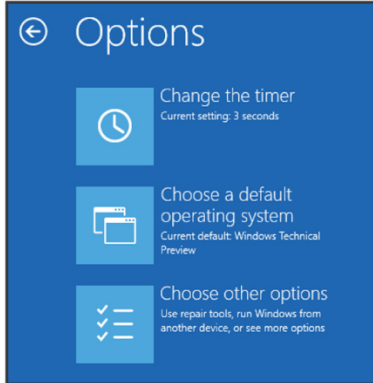 Options
Change the timer
Current setting: 3 seconds
Choose a default
operating system
Current default: Windows Technical
Preview
Choose other options
Use repair tools, run Windows from
another device, or see more options